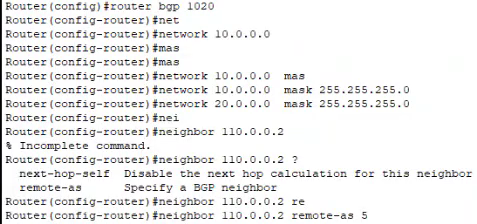 Router(config)#router bgp 1020
Router(config-router)#net
Router(config-router)#network 10.0.0.0
Router(config-router)#mas
Router(config-router)#mas
Router(config-router)#network 10.0.0.0  mas
Router(config-router)#network 10.0.0.0  mask 255.255.255.0
Router(config-router)#network 20.0.0.0  mask 255.255.255.0
Router(config-router)#nei
Router(config-router)#neighbor 110.0.0.2
% Incomplete command.
Router(config-router)#neighbor 110.0.0.2 ?
  next-hop-self  Disable the next hop calculation for this neighbor
  remote-as      Specify a BGP neighbor
Router(config-router)#neighbor 110.0.0.2 re
Router(config-router)#neighbor 110.0.0.2 remote-as 5